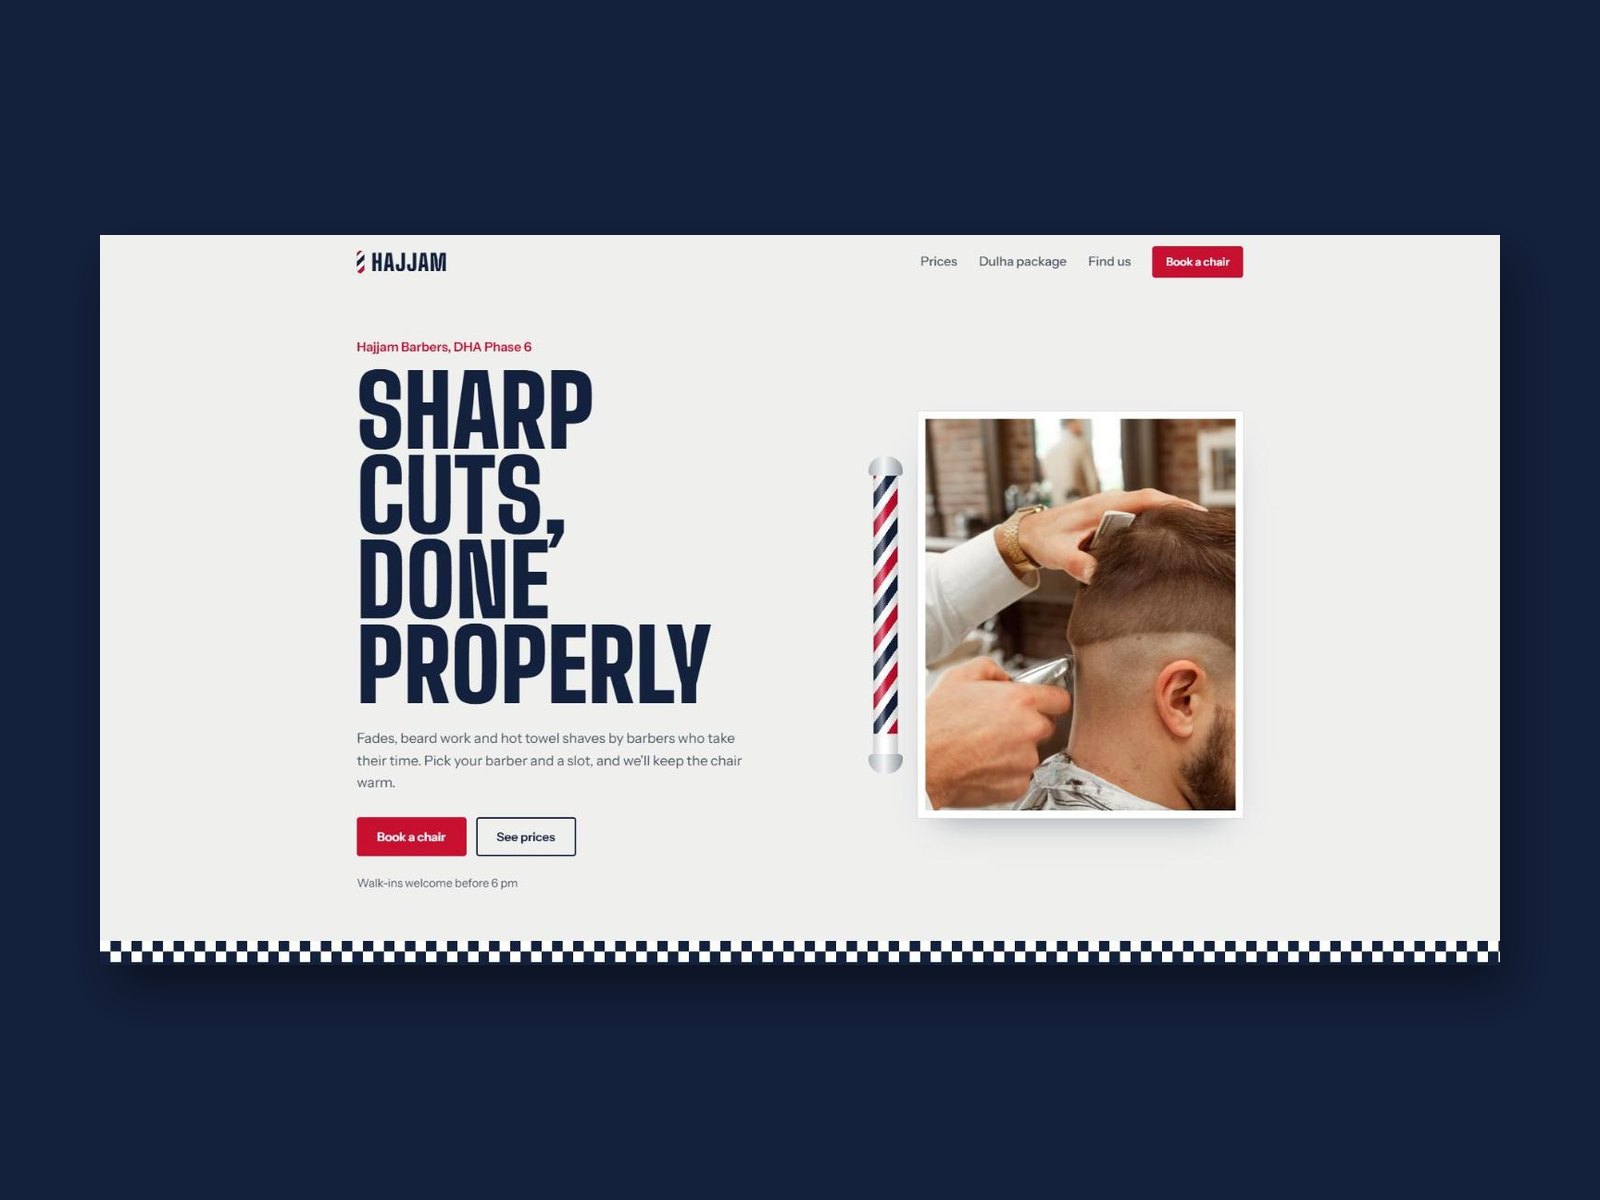 HAJJAM
Prices Dulha package Find us Book a chair
Hajjam Barbers, DHA Phase 6
SHARP
CUTS,
DONE
PROPERLY
Fades, beard work and hot towel shaves by barbers who take
their time. Pick your barber and a slot, and we'll keep the chair
warm.
Book a chair See prices
Walk-ins welcome before 6 pm